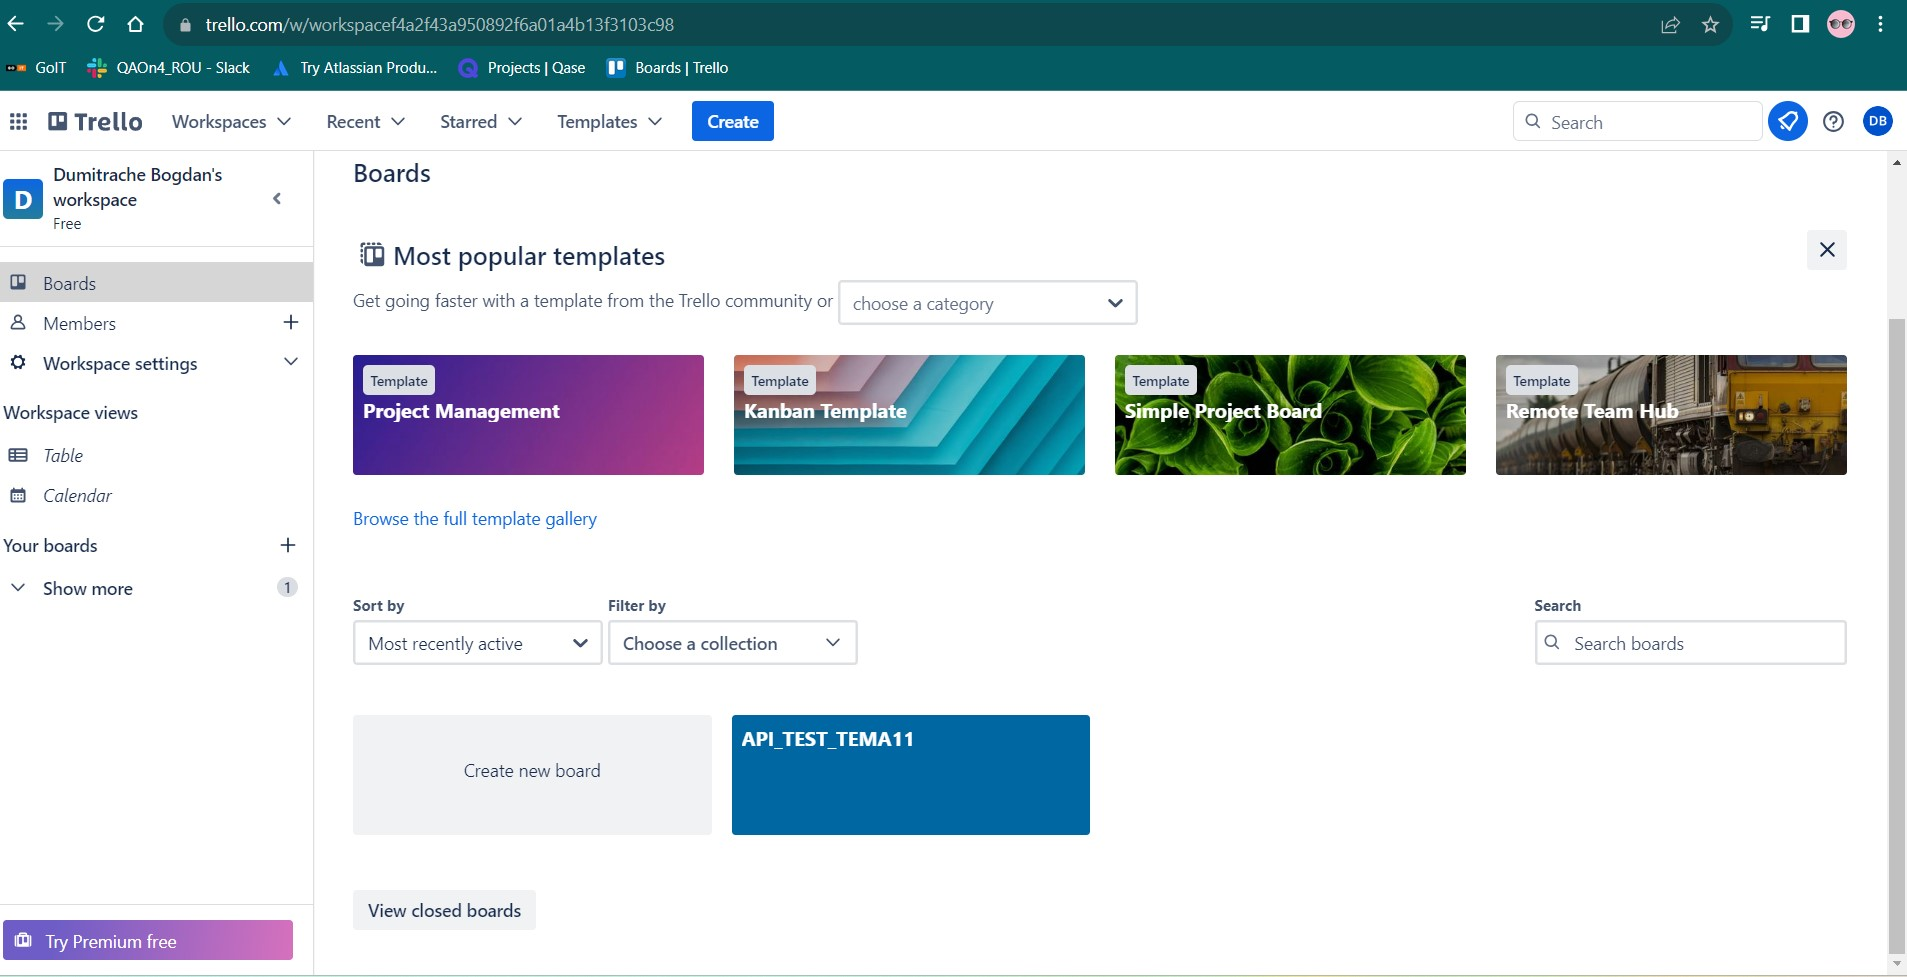 trello.com/w/workspacef4a2f43a950892f6a01a4b13f3103c98
GoIT QAOn4_ROU - Slack Try Atlassian Produ... Projects | Qase Boards | Trello
Trello Workspaces Recent Starred Templates Create Search DB
D
Dumitrache Bogdan's
workspace
Free
Boards
Members
Workspace settings
Workspace views
Table
Calendar
Your boards
Show more 1
Try Premium free
Boards
Most popular templates
Get going faster with a template from the Trello community or choose a category
Template
Project Management
Template
Kanban Template
Template
Simple Project Board
Template
Remote Team Hub
Browse the full template gallery
Sort by Filter by Search
Most recently active Choose a collection Search boards
Create new board
API_TEST_TEMA11
View closed boards